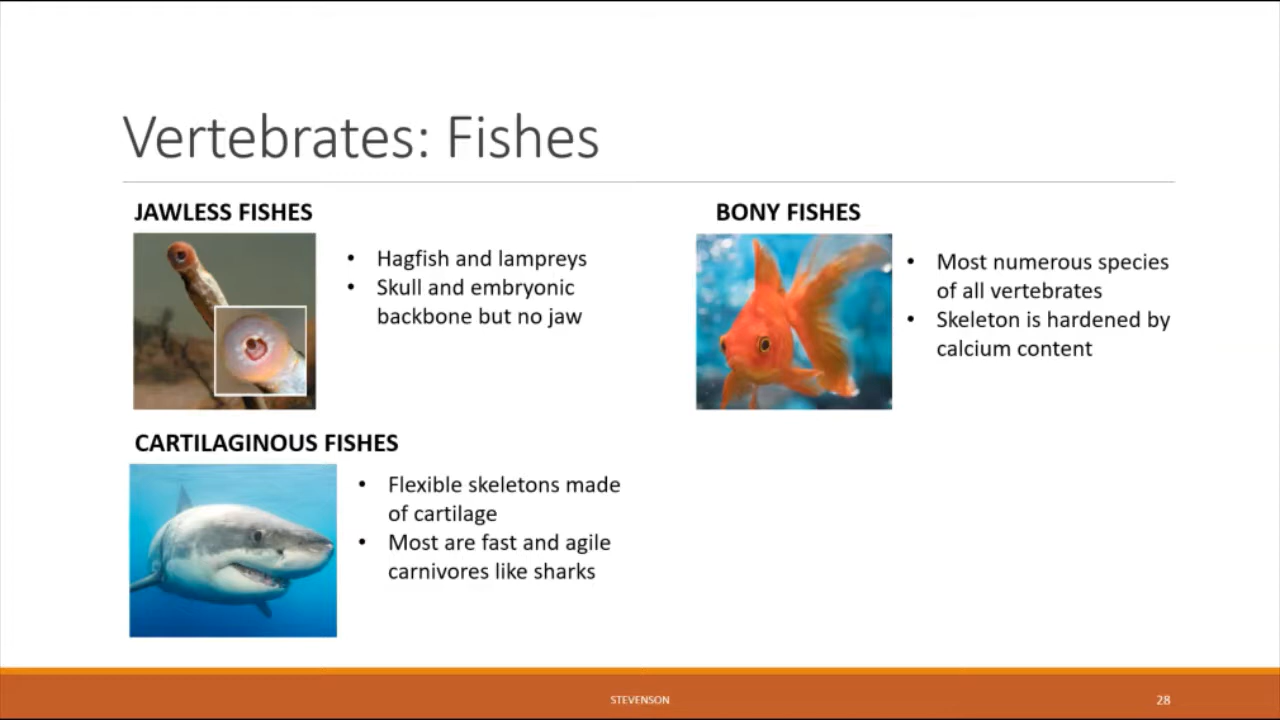 Vertebrates: Fishes
JAWLESS FISHES
• Hagfish and lampreys
• Skull and embryonic
backbone but no jaw
CARTILAGINOUS FISHES
• Flexible skeletons made
of cartilage
• Most are fast and agile
carnivores like sharks
BONY FISHES
• Most numerous species
of all vertebrates
• Skeleton is hardened by
calcium content
STEVENSON
28